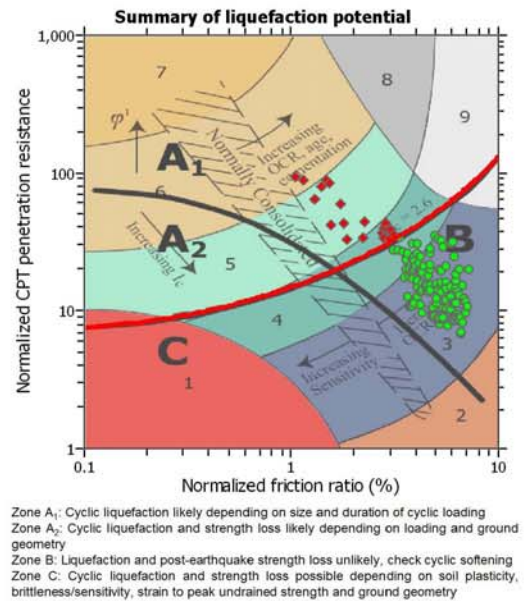 Summary of liquefaction potential
1,000
7
8
9
φ'
A1
Normally Consolidated
Increasing
OCR, age,
cementation
100
6
A2
Increasing Ic
= 2.6
B
5
10
4
C
1
Increasing
Sensitivity
3
2
1
0.1
1
10
Normalized CPT penetration resistance
Normalized friction ratio (%)
Zone A1: Cyclic liquefaction likely depending on size and duration of cyclic loading
Zone A2: Cyclic liquefaction and strength loss likely depending on loading and ground
geometry
Zone B: Liquefaction and post-earthquake strength loss unlikely, check cyclic softening
Zone C: Cyclic liquefaction and strength loss possible depending on soil plasticity,
brittleness/sensitivity, strain to peak undrained strength and ground geometry